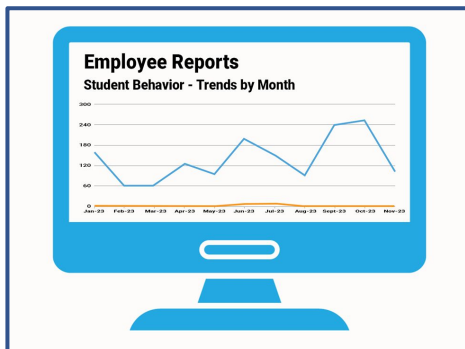 Employee Reports
Student Behavior - Trends by Month
300
240
180
120
60
0
Jan-23 Feb-23 Mar-23 Apr-23 May-23 Jun-23 Jul-23 Aug-23 Sept-23 Oct-23 Nov-23